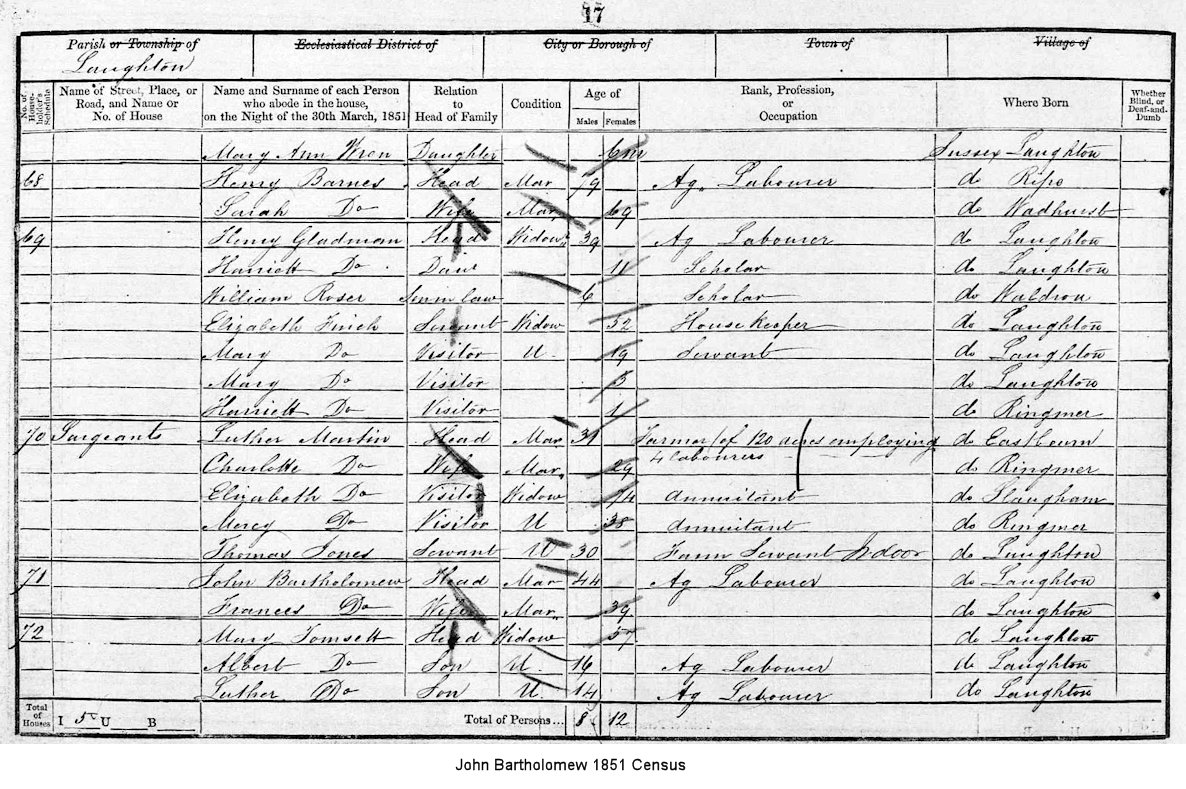 17
Parish or Township of Ecclesiastical District of City or Borough of Town of Village of
Laughton
No. of House-holder's Schedule Name of Street, Place, or Road, and Name or No. of House Name and Surname of each Person who abode in the house, on the Night of the 30th March, 1851 Relation to Head of Family Condition Age of Males Females Rank, Profession, or Occupation Where Born Whether Blind, or Deaf-and-Dumb
Mary Ann Wren Daughter 6m Sussex Laughton
68 Henry Barnes Head Mar 79 Ag Labourer do Ripe
Sarah Do Wife Mar 69 do Wadhurst
69 Henry Gladman Head Widowr 39 Ag Labourer do Laughton
Harriett Do Daur 11 Scholar do Laughton
William Roser Son in law 6 Scholar do Waldron
Elizabeth Finch Servant Widow 52 House Keeper do Laughton
Mary Do Visitor U. 19 Servant do Laughton
Mary Do Visitor do Laughton
Harriett Do Visitor 1 do Ringmer
70 Sargeants Luther Martin Head Mar 31 Farmer of 120 acres employing 4 labourers do Eastbourn
Charlotte Do Wife Mar 29 do Ringmer
Elizabeth Do Visitor Widow 74 Annuitant do Slaugham
Mercy Do Visitor U 38 Annuitant do Ringmer
Thomas Jones Servant U 30 Farm Servant Indoor do Laughton
71 John Bartholomew Head Mar 44 Ag Labourer do Laughton
Frances Do Wife Mar 39 do Laughton
72 Mary Tomsett Head Widow 57 do Laughton
Albert Do Son U. 16 Ag Labourer do Laughton
Luther Do Son U. 14 Ag Labourer do Laughton
Total of Houses I 5 U B Total of Persons... 8 12
John Bartholomew 1851 Census